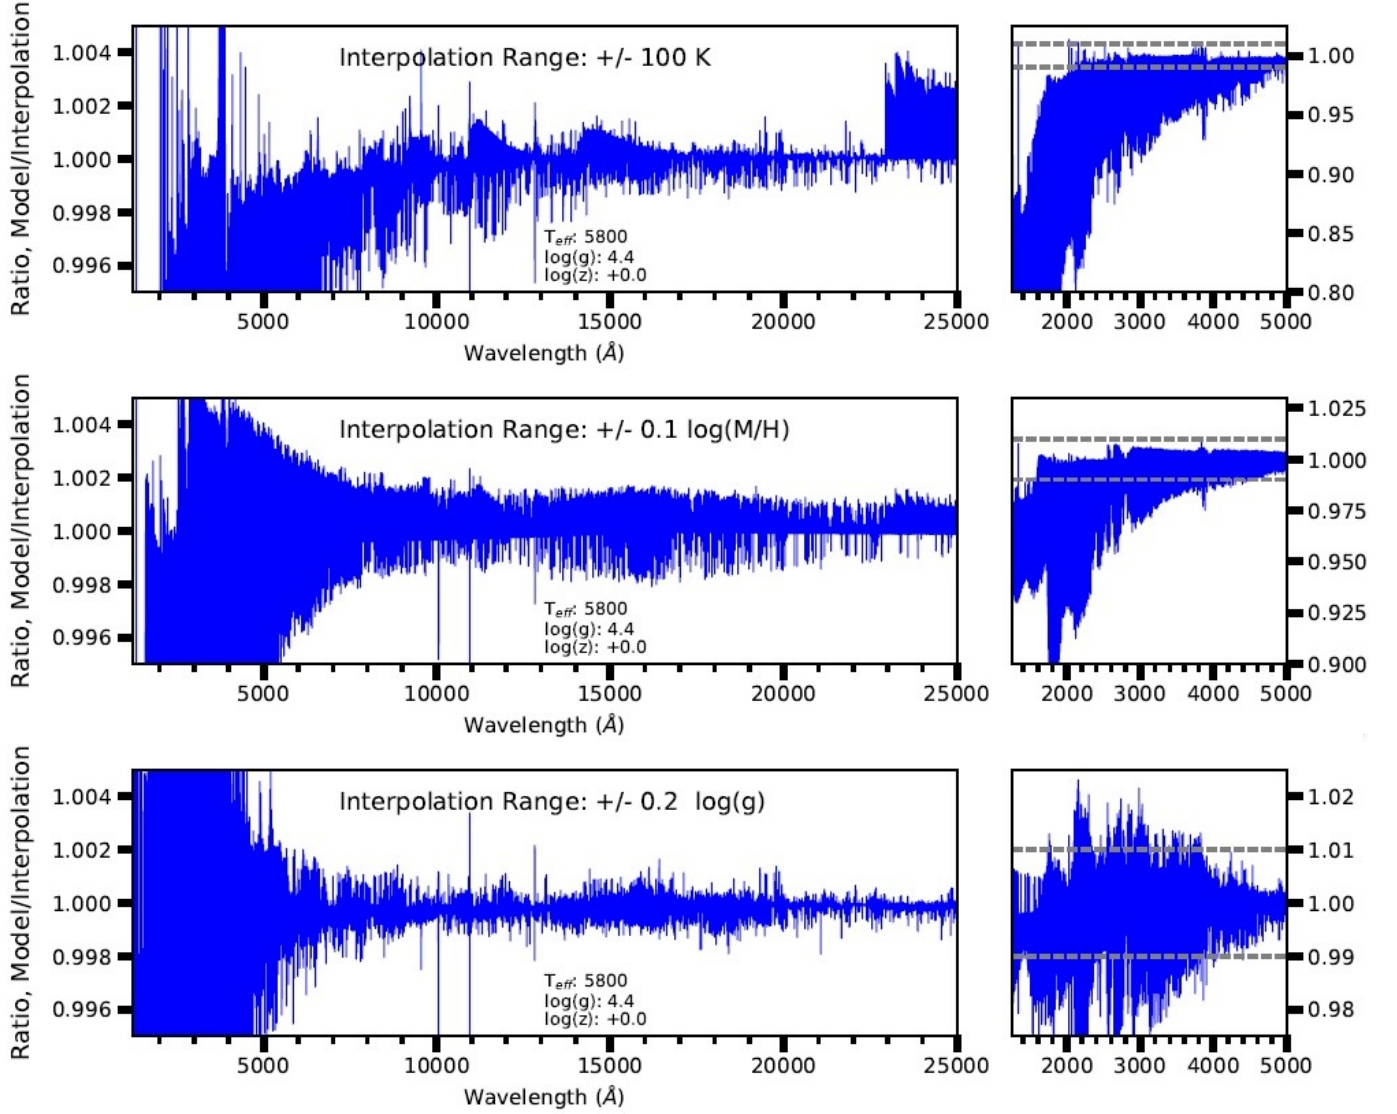 Ratio, Model/Interpolation
1.004
1.002
1.000
0.998
0.996
Interpolation Range: +/- 100 K
T_eff: 5800
log(g): 4.4
log(z): +0.0
5000 10000 15000 20000 25000
Wavelength (Å)
1.00
0.95
0.90
0.85
0.80
2000 3000 4000 5000
Ratio, Model/Interpolation
1.004
1.002
1.000
0.998
0.996
Interpolation Range: +/- 0.1 log(M/H)
T_eff: 5800
log(g): 4.4
log(z): +0.0
5000 10000 15000 20000 25000
Wavelength (Å)
1.025
1.000
0.975
0.950
0.925
0.900
2000 3000 4000 5000
Ratio, Model/Interpolation
1.004
1.002
1.000
0.998
0.996
Interpolation Range: +/- 0.2 log(g)
T_eff: 5800
log(g): 4.4
log(z): +0.0
5000 10000 15000 20000 25000
Wavelength (Å)
1.02
1.01
1.00
0.99
0.98
2000 3000 4000 5000